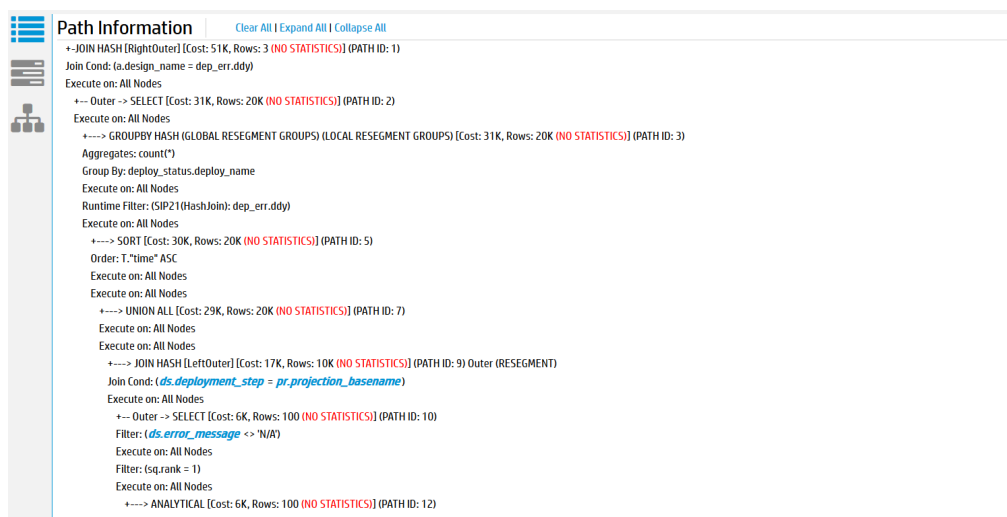 Path Information
Clear All | Expand All | Collapse All
+-JOIN HASH [RightOuter] [Cost: 51K, Rows: 3 (NO STATISTICS)] (PATH ID: 1)
Join Cond: (a.design_name = dep_err.ddy)
Execute on: All Nodes
+-- Outer -> SELECT [Cost: 31K, Rows: 20K (NO STATISTICS)] (PATH ID: 2)
Execute on: All Nodes
+---> GROUPBY HASH (GLOBAL RESEGMENT GROUPS) (LOCAL RESEGMENT GROUPS) [Cost: 31K, Rows: 20K (NO STATISTICS)] (PATH ID: 3)
Aggregates: count(*)
Group By: deploy_status.deploy_name
Execute on: All Nodes
Runtime Filter: (SIP21(HashJoin): dep_err.ddy)
Execute on: All Nodes
+---> SORT [Cost: 30K, Rows: 20K (NO STATISTICS)] (PATH ID: 5)
Order: T."time" ASC
Execute on: All Nodes
Execute on: All Nodes
+---> UNION ALL [Cost: 29K, Rows: 20K (NO STATISTICS)] (PATH ID: 7)
Execute on: All Nodes
Execute on: All Nodes
+---> JOIN HASH [LeftOuter] [Cost: 17K, Rows: 10K (NO STATISTICS)] (PATH ID: 9) Outer (RESEGMENT)
Join Cond: (ds.deployment_step = pr.projection_basename)
Execute on: All Nodes
+-- Outer -> SELECT [Cost: 6K, Rows: 100 (NO STATISTICS)] (PATH ID: 10)
Filter: (ds.error_message <> 'N/A')
Execute on: All Nodes
Filter: (sq.rank = 1)
Execute on: All Nodes
+---> ANALYTICAL [Cost: 6K, Rows: 100 (NO STATISTICS)] (PATH ID: 12)